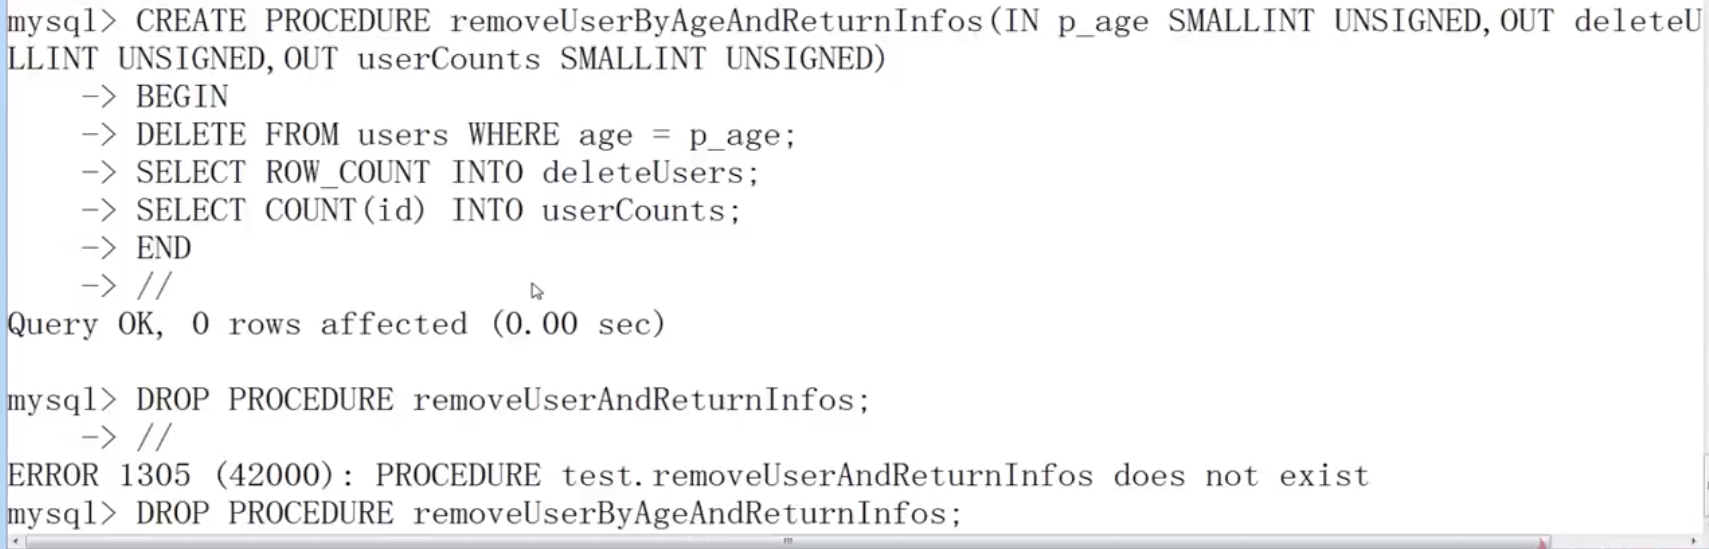 mysql> CREATE PROCEDURE removeUserByAgeAndReturnInfos(IN p_age SMALLINT UNSIGNED,OUT deleteU
LLINT UNSIGNED,OUT userCounts SMALLINT UNSIGNED)
-> BEGIN
-> DELETE FROM users WHERE age = p_age;
-> SELECT ROW_COUNT INTO deleteUsers;
-> SELECT COUNT(id) INTO userCounts;
-> END
-> //
Query OK, 0 rows affected (0.00 sec)
mysql> DROP PROCEDURE removeUserAndReturnInfos;
-> //
ERROR 1305 (42000): PROCEDURE test.removeUserAndReturnInfos does not exist
mysql> DROP PROCEDURE removeUserByAgeAndReturnInfos;